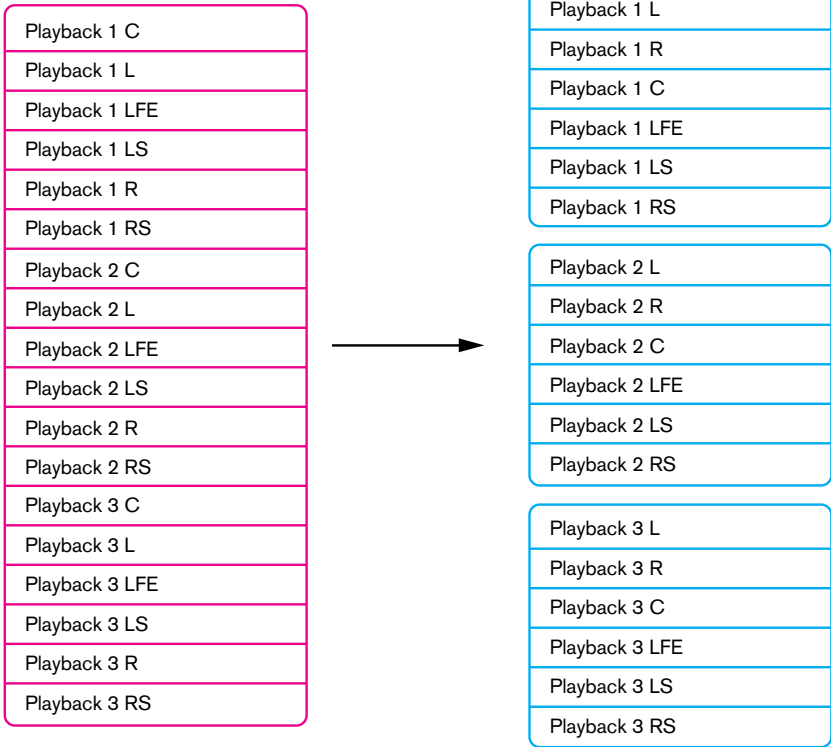 Playback 1 C
Playback 1 L
Playback 1 LFE
Playback 1 LS
Playback 1 R
Playback 1 RS
Playback 2 C
Playback 2 L
Playback 2 LFE
Playback 2 LS
Playback 2 R
Playback 2 RS
Playback 3 C
Playback 3 L
Playback 3 LFE
Playback 3 LS
Playback 3 R
Playback 3 RS
Playback 1 L
Playback 1 R
Playback 1 C
Playback 1 LFE
Playback 1 LS
Playback 1 RS
Playback 2 L
Playback 2 R
Playback 2 C
Playback 2 LFE
Playback 2 LS
Playback 2 RS
Playback 3 L
Playback 3 R
Playback 3 C
Playback 3 LFE
Playback 3 LS
Playback 3 RS